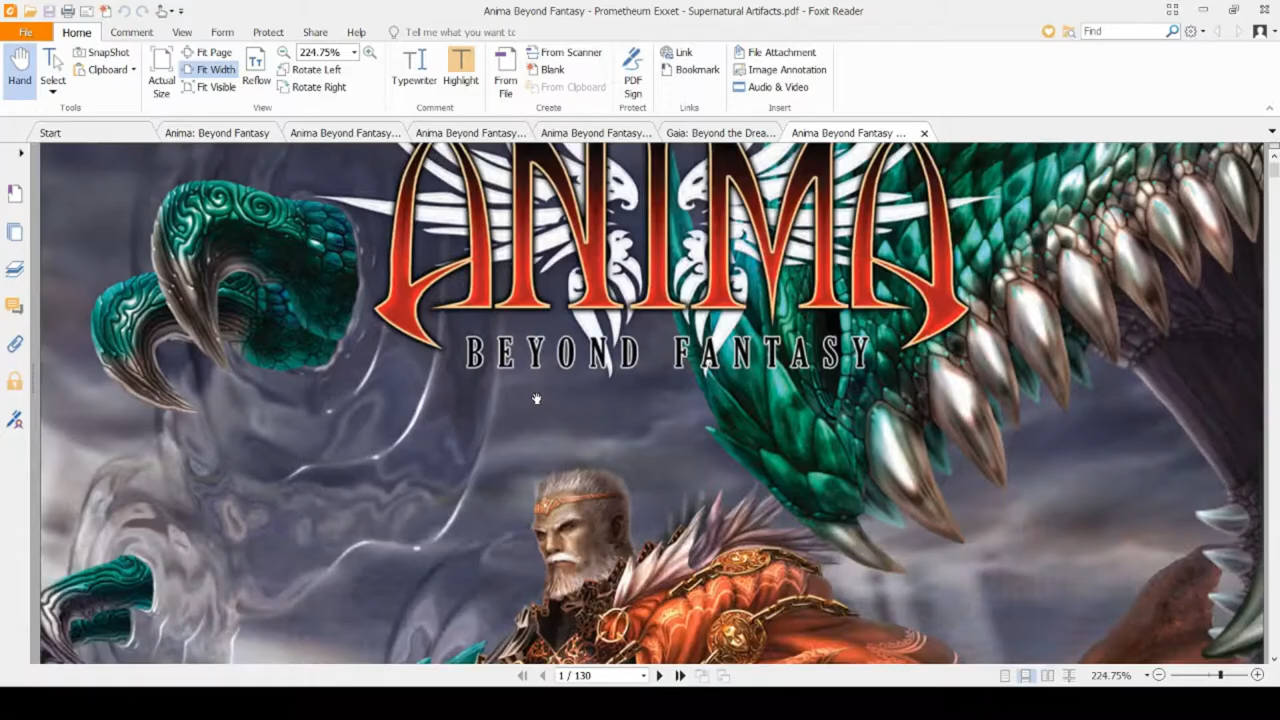 Anima Beyond Fantasy - Prometheum Exxet - Supernatural Artifacts.pdf - Foxit Reader
File Home Comment View Form Protect Share Help Tell me what you want to Find
Hand
Select
SnapShot
Clipboard
Tools
Actual Size
Fit Page
Fit Width
Fit Visible
Reflow
224.75%
Rotate Left
Rotate Right
View
Typewriter
Highlight
Comment
From File
From Scanner
Blank
From Clipboard
Create
PDF Sign
Protect
Link
Bookmark
Links
File Attachment
Image Annotation
Audio & Video
Insert
Start Anima: Beyond Fantasy Anima Beyond Fantasy... Anima Beyond Fantasy... Anima Beyond Fantasy... Gaia: Beyond the Drea... Anima Beyond Fantasy ...
ANIMA
BEYOND FANTASY
1 / 130
224.75%